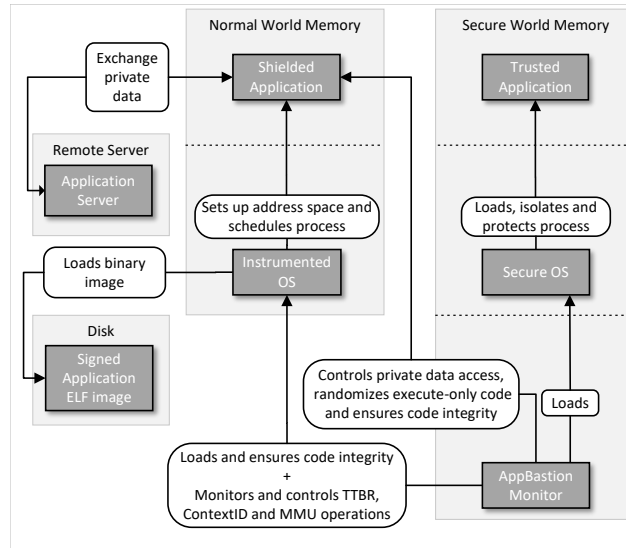 Normal World Memory
Secure World Memory
Exchange
private
data
Shielded
Application
Trusted
Application
Remote Server
Application
Server
Sets up address space and
schedules process
Loads, isolates and
protects process
Loads binary
image
Instrumented
OS
Secure OS
Disk
Signed
Application
ELF image
Controls private data access,
randomizes execute-only code
and ensures code integrity
Loads
Loads and ensures code integrity
+
Monitors and controls TTBR,
ContextID and MMU operations
AppBastion
Monitor